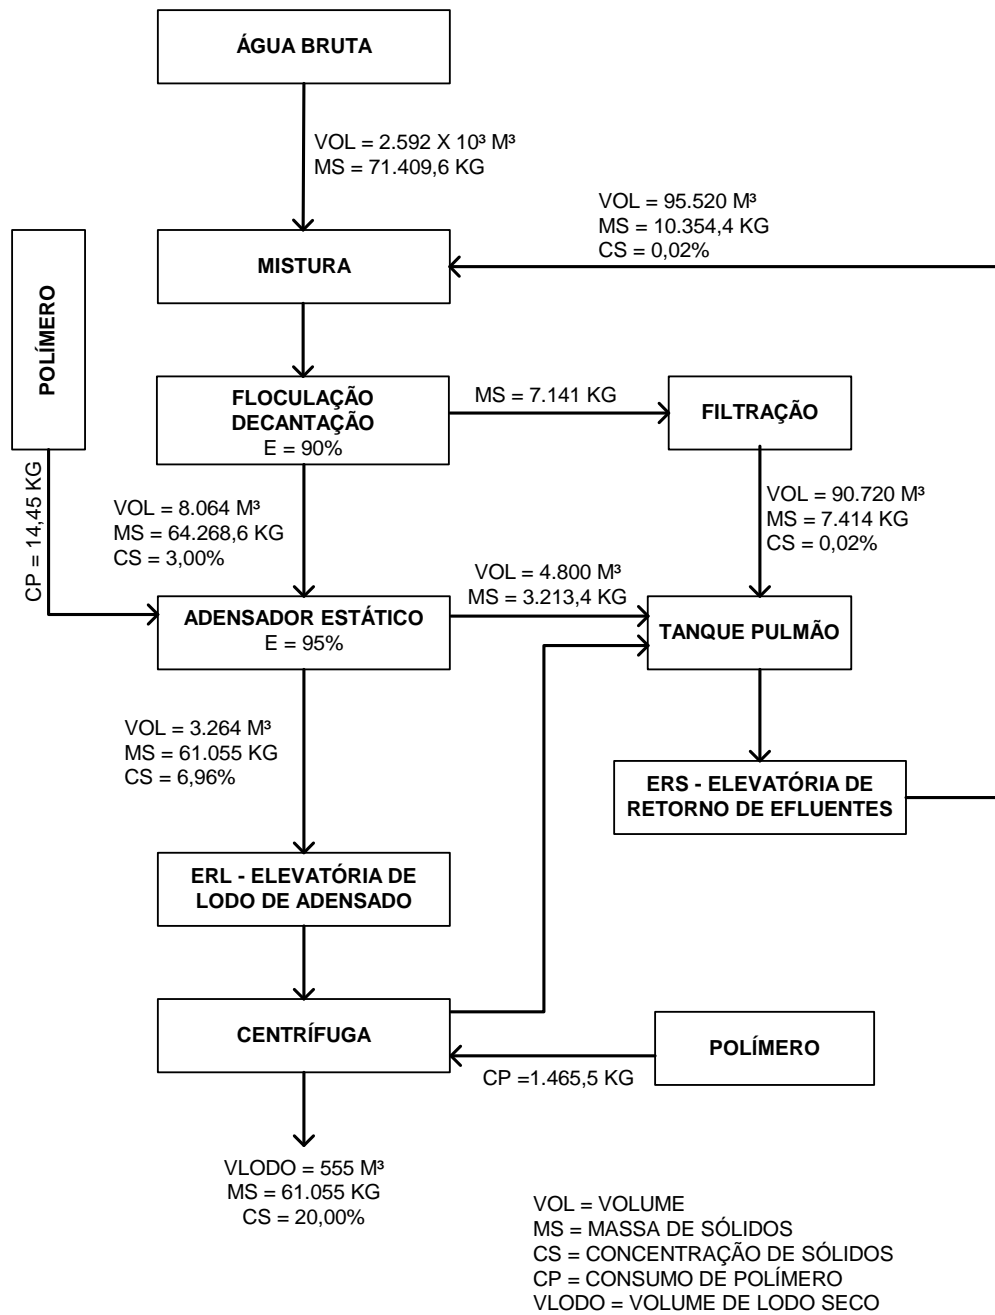 ÁGUA BRUTA
VOL = 2.592 X 10³ M³
MS = 71.409,6 KG
VOL = 95.520 M³
MS = 10.354,4 KG
CS = 0,02%
MISTURA
POLÍMERO
FLOCULAÇÃO
DECANTAÇÃO
E = 90%
MS = 7.141 KG
FILTRAÇÃO
CP = 14,45 KG
VOL = 8.064 M³
MS = 64.268,6 KG
CS = 3,00%
VOL = 90.720 M³
MS = 7.414 KG
CS = 0,02%
VOL = 4.800 M³
MS = 3.213,4 KG
ADENSADOR ESTÁTICO
E = 95%
TANQUE PULMÃO
VOL = 3.264 M³
MS = 61.055 KG
CS = 6,96%
ERS - ELEVATÓRIA DE
RETORNO DE EFLUENTES
ERL - ELEVATÓRIA DE
LODO DE ADENSADO
CENTRÍFUGA
POLÍMERO
CP =1.465,5 KG
VLODO = 555 M³
MS = 61.055 KG
CS = 20,00%
VOL = VOLUME
MS = MASSA DE SÓLIDOS
CS = CONCENTRAÇÃO DE SÓLIDOS
CP = CONSUMO DE POLÍMERO
VLODO = VOLUME DE LODO SECO